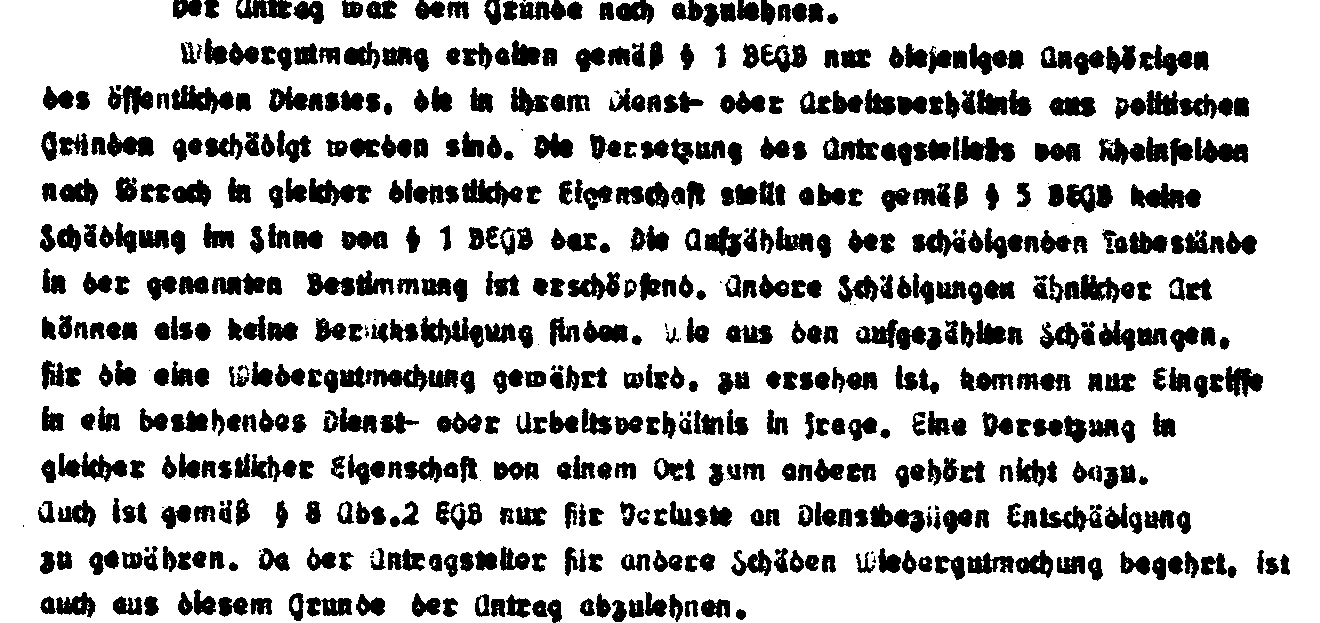 Der Antrag war dem Grunde nach abzulehnen.
Wiedergutmachung erhalten gemäß § 1 BEGB nur diejenigen Angehörigen
des öffentlichen Dienstes, die in ihrem Dienst- oder Arbeitsverhältnis aus politischen
Gründen geschädigt worden sind. Die Versetzung des Antragstellers von Rheinfelden
nach Lörrach in gleicher dienstlicher Eigenschaft stellt aber gemäß § 5 BEGB keine
Schädigung im Sinne von § 1 BEGB dar. Die Aufzählung der schädigenden Tatbestände
in der genannten Bestimmung ist erschöpfend. Andere Schädigungen ähnlicher Art
können also keine Berücksichtigung finden. Wie aus den aufgezählten Schädigungen,
für die eine Wiedergutmachung gewährt wird, zu ersehen ist, kommen nur Eingriffe
in ein bestehendes Dienst- oder Arbeitsverhältnis in Frage. Eine Versetzung in
gleicher dienstlicher Eigenschaft von einem Ort zum andern gehört nicht dazu.
Auch ist gemäß § 8 Abs.2 EGB nur für Verluste an Dienstbezügen Entschädigung
zu gewähren. Da der Antragsteller für andere Schäden Wiedergutmachung begehrt, ist
auch aus diesem Grunde der Antrag abzulehnen.